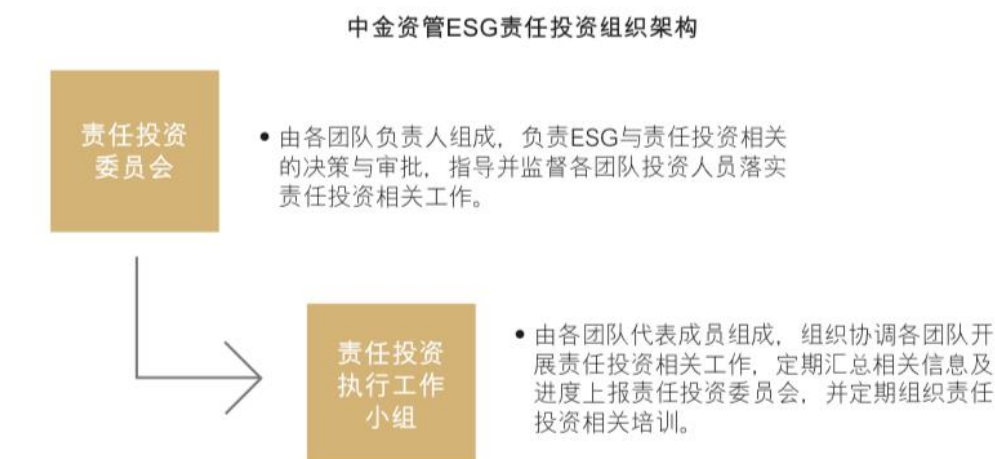 中金资管ESG责任投资组织架构
责任投资
委员会
• 由各团队负责人组成，负责ESG与责任投资相关
的决策与审批，指导并监督各团队投资人员落实
责任投资相关工作。
责任投资
执行工作
小组
• 由各团队代表成员组成，组织协调各团队开
展责任投资相关工作，定期汇总相关信息及
进度上报责任投资委员会，并定期组织责任
投资相关培训。